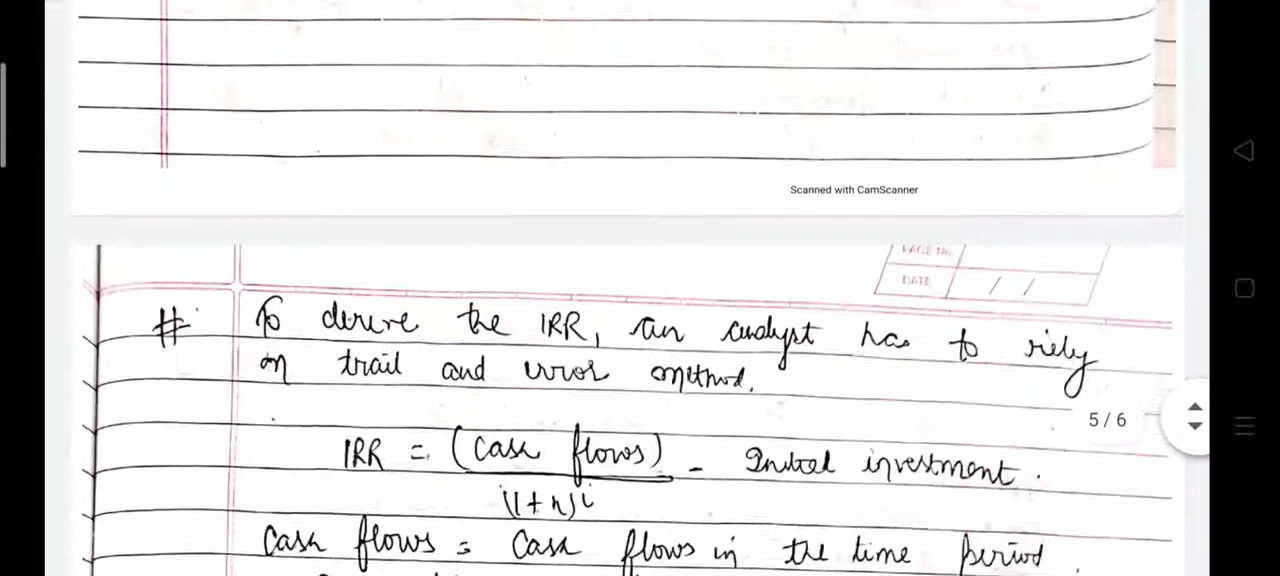 Scanned with CamScanner
PAGE No.
DATE / /
# To derive the IRR, an analyst has to riely
on trail and error method.
5 / 6
IRR = (Cash flows) - Initial investment.
(1+r)i
Cash flows = Cash flows in the time period.